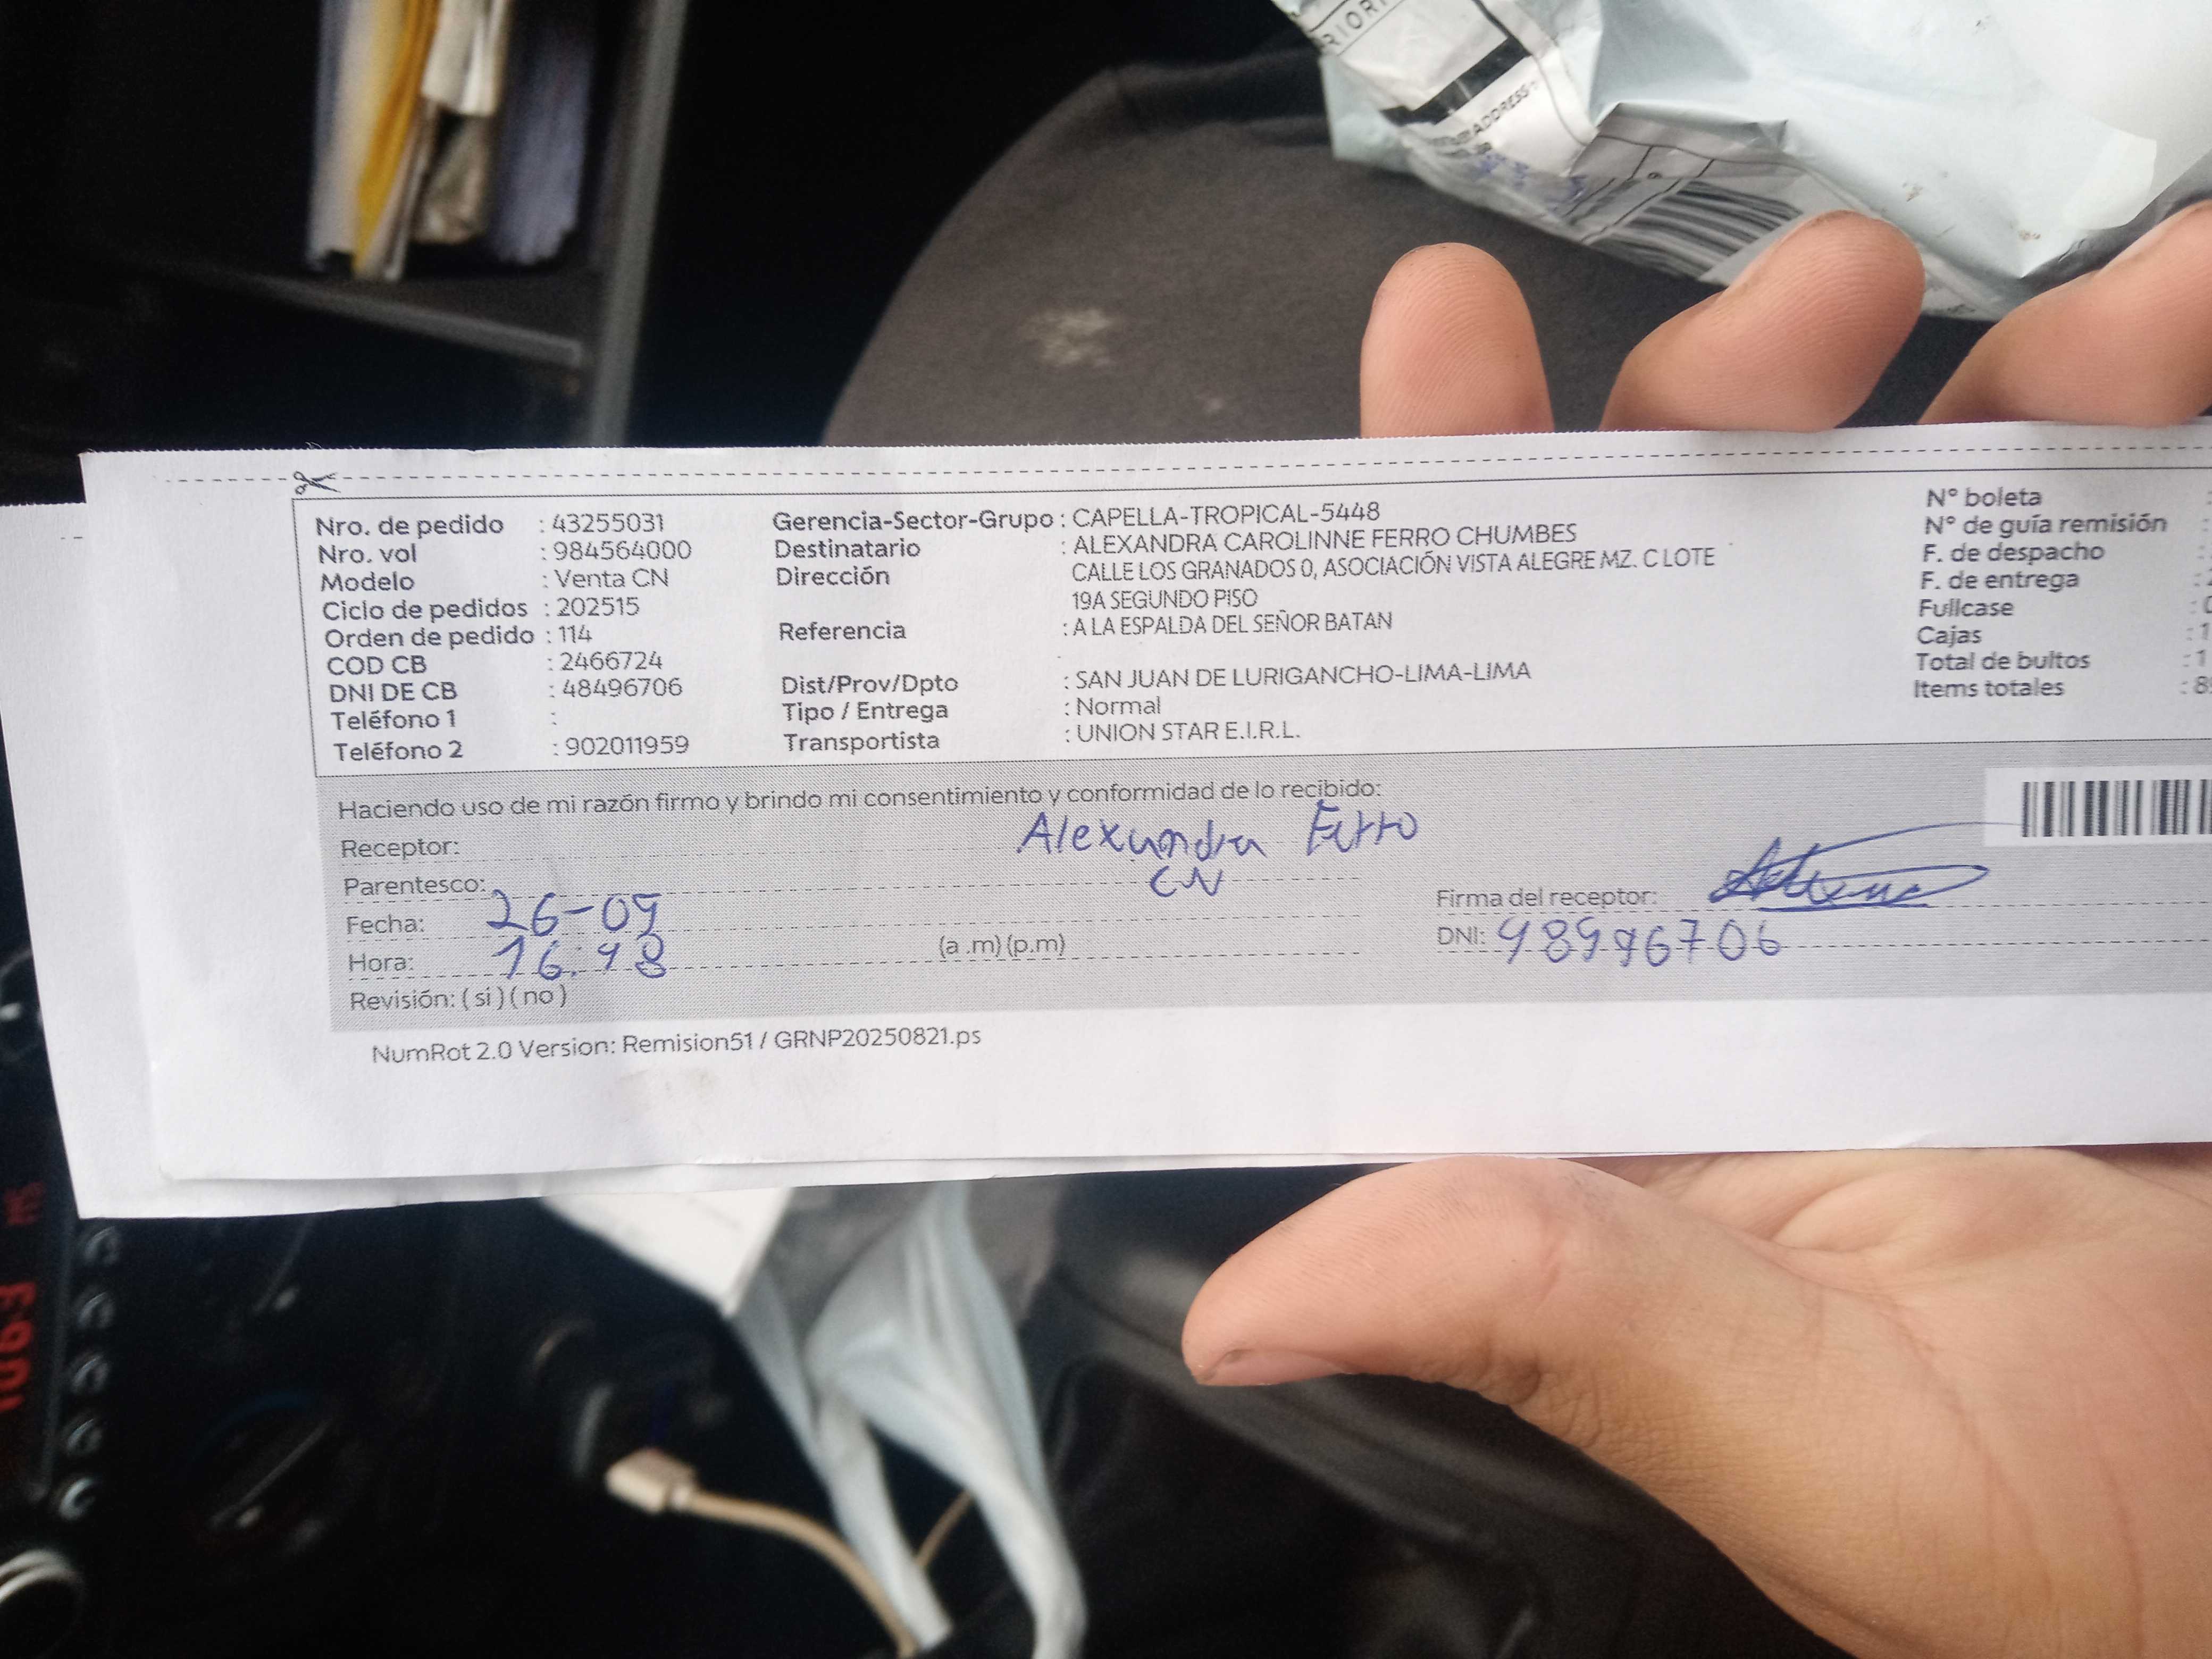 RIORI
ADDRESS
Nro. de pedido : 43255031
Nro. vol : 984564000
Modelo : Venta CN
Ciclo de pedidos : 202515
Orden de pedido : 114
COD CB : 2466724
DNI DE CB : 48496706
Teléfono 1 :
Teléfono 2 : 902011959
Gerencia-Sector-Grupo : CAPELLA-TROPICAL-5448
Destinatario : ALEXANDRA CAROLINNE FERRO CHUMBES
Dirección CALLE LOS GRANADOS 0, ASOCIACIÓN VISTA ALEGRE MZ. C LOTE
19A SEGUNDO PISO
Referencia : A LA ESPALDA DEL SEÑOR BATAN
Dist/Prov/Dpto : SAN JUAN DE LURIGANCHO-LIMA-LIMA
Tipo / Entrega : Normal
Transportista : UNION STAR E.I.R.L.
N° boleta :
N° de guía remisión :
F. de despacho :
F. de entrega :
Fullcase :
Cajas : 1
Total de bultos : 1
Items totales : 8
Haciendo uso de mi razón firmo y brindo mi consentimiento y conformidad de lo recibido:
Receptor: Alexandra Ferro
Parentesco: CN
Fecha: 26-09
Hora: 16:48 (a .m) (p.m)
Revisión: ( si ) ( no )
Firma del receptor:
DNI: 48496706
NumRot 2.0 Version: Remision51 / GRNP20250821.ps